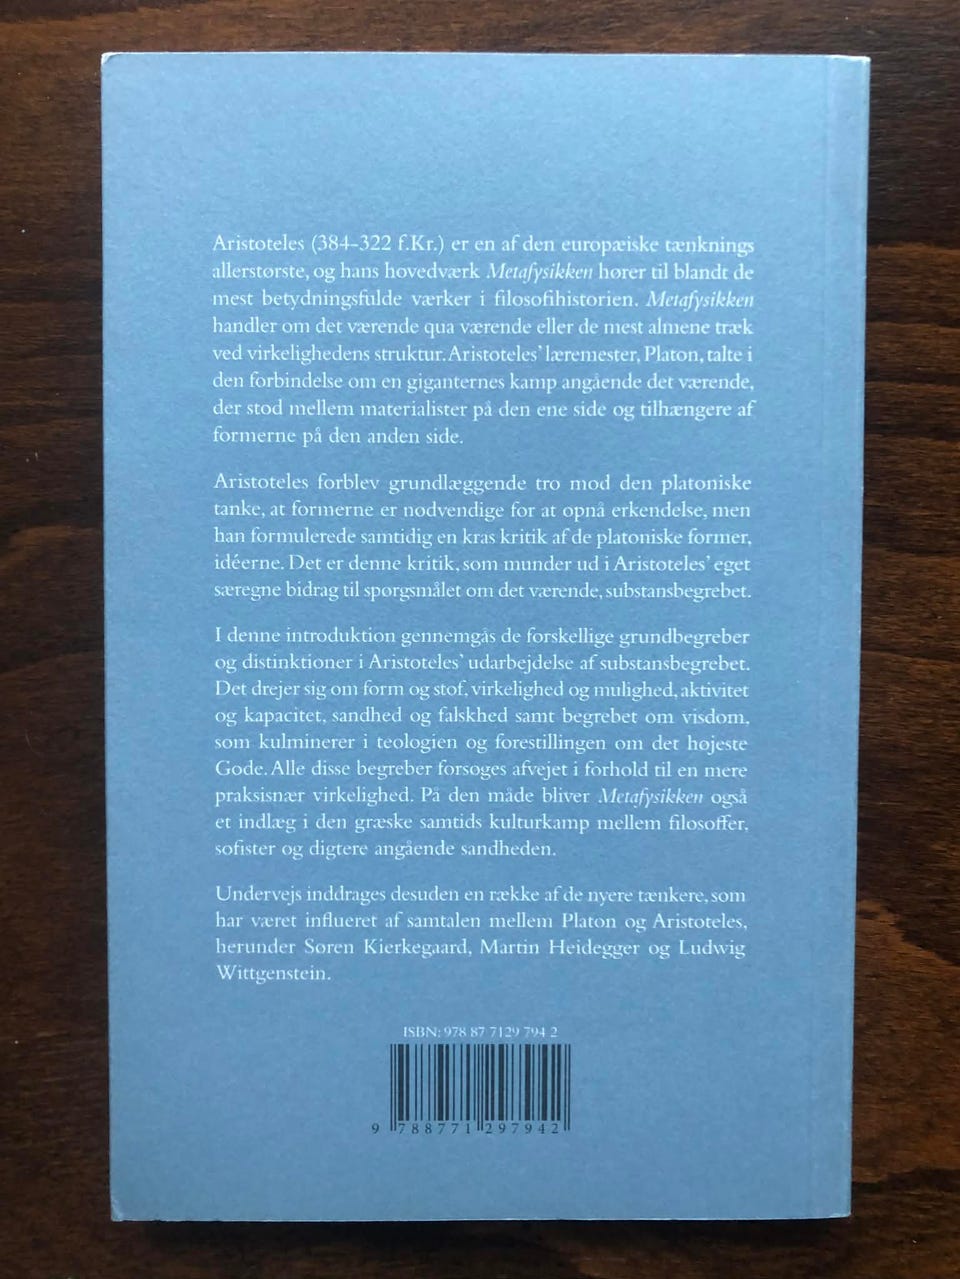 Aristoteles (384-322 f.Kr.) er en af den europæiske tænknings
allerstørste, og hans hovedværk Metafysikken hører til blandt de
mest betydningsfulde værker i filosofihistorien. Metafysikken
handler om det værende qua værende eller de mest almene træk
ved virkelighedens struktur. Aristoteles' læremester, Platon, talte i
den forbindelse om en giganternes kamp angående det værende,
der stod mellem materialister på den ene side og tilhængere af
formerne på den anden side.
Aristoteles forblev grundlæggende tro mod den platoniske
tanke, at formerne er nødvendige for at opnå erkendelse, men
han formulerede samtidig en kras kritik af de platoniske former,
idéerne. Det er denne kritik, som munder ud i Aristoteles' eget
særegne bidrag til spørgsmålet om det værende, substansbegrebet.
I denne introduktion gennemgås de forskellige grundbegreber
og distinktioner i Aristoteles' udarbejdelse af substansbegrebet.
Det drejer sig om form og stof, virkelighed og mulighed, aktivitet
og kapacitet, sandhed og falskhed samt begrebet om visdom,
som kulminerer i teologien og forestillingen om det højeste
Gode. Alle disse begreber forsøges afvejet i forhold til en mere
praksisnær virkelighed. På den måde bliver Metafysikken også
et indlæg i den græske samtids kulturkamp mellem filosoffer,
sofister og digtere angående sandheden.
Undervejs inddrages desuden en række af de nyere tænkere, som
har været influeret af samtalen mellem Platon og Aristoteles,
herunder Søren Kierkegaard, Martin Heidegger og Ludwig
Wittgenstein.
ISBN: 978 87 7129 794 2
9 788771 297942